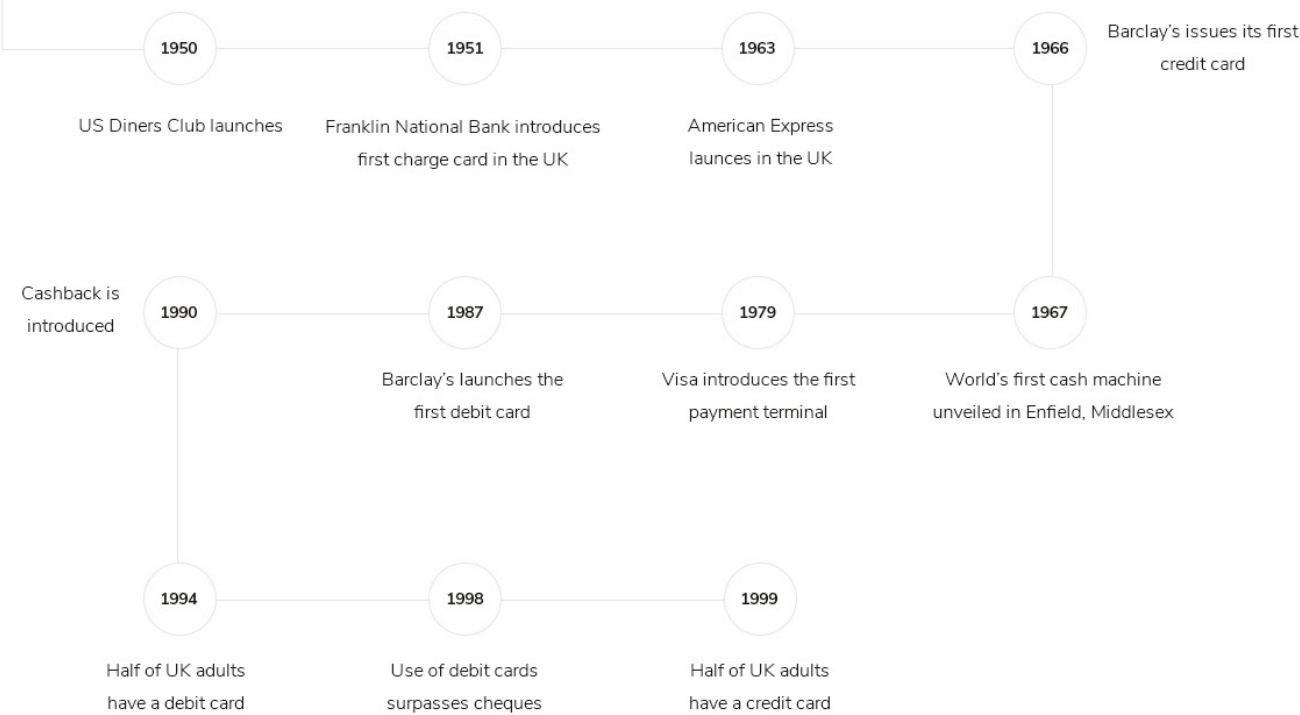 1950
US Diners Club launches
1951
Franklin National Bank introduces
first charge card in the UK
1963
American Express
launces in the UK
1966
Barclay's issues its first
credit card
1967
World's first cash machine
unveiled in Enfield, Middlesex
1979
Visa introduces the first
payment terminal
1987
Barclay's launches the
first debit card
1990
Cashback is
introduced
1994
Half of UK adults
have a debit card
1998
Use of debit cards
surpasses cheques
1999
Half of UK adults
have a credit card